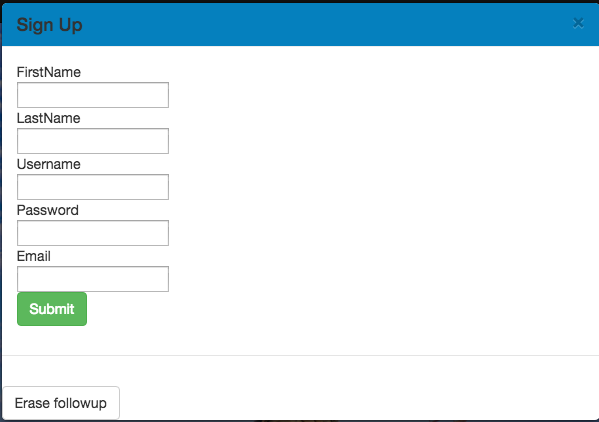 Sign Up ×
FirstName
LastName
Username
Password
Email
Submit
Erase followup